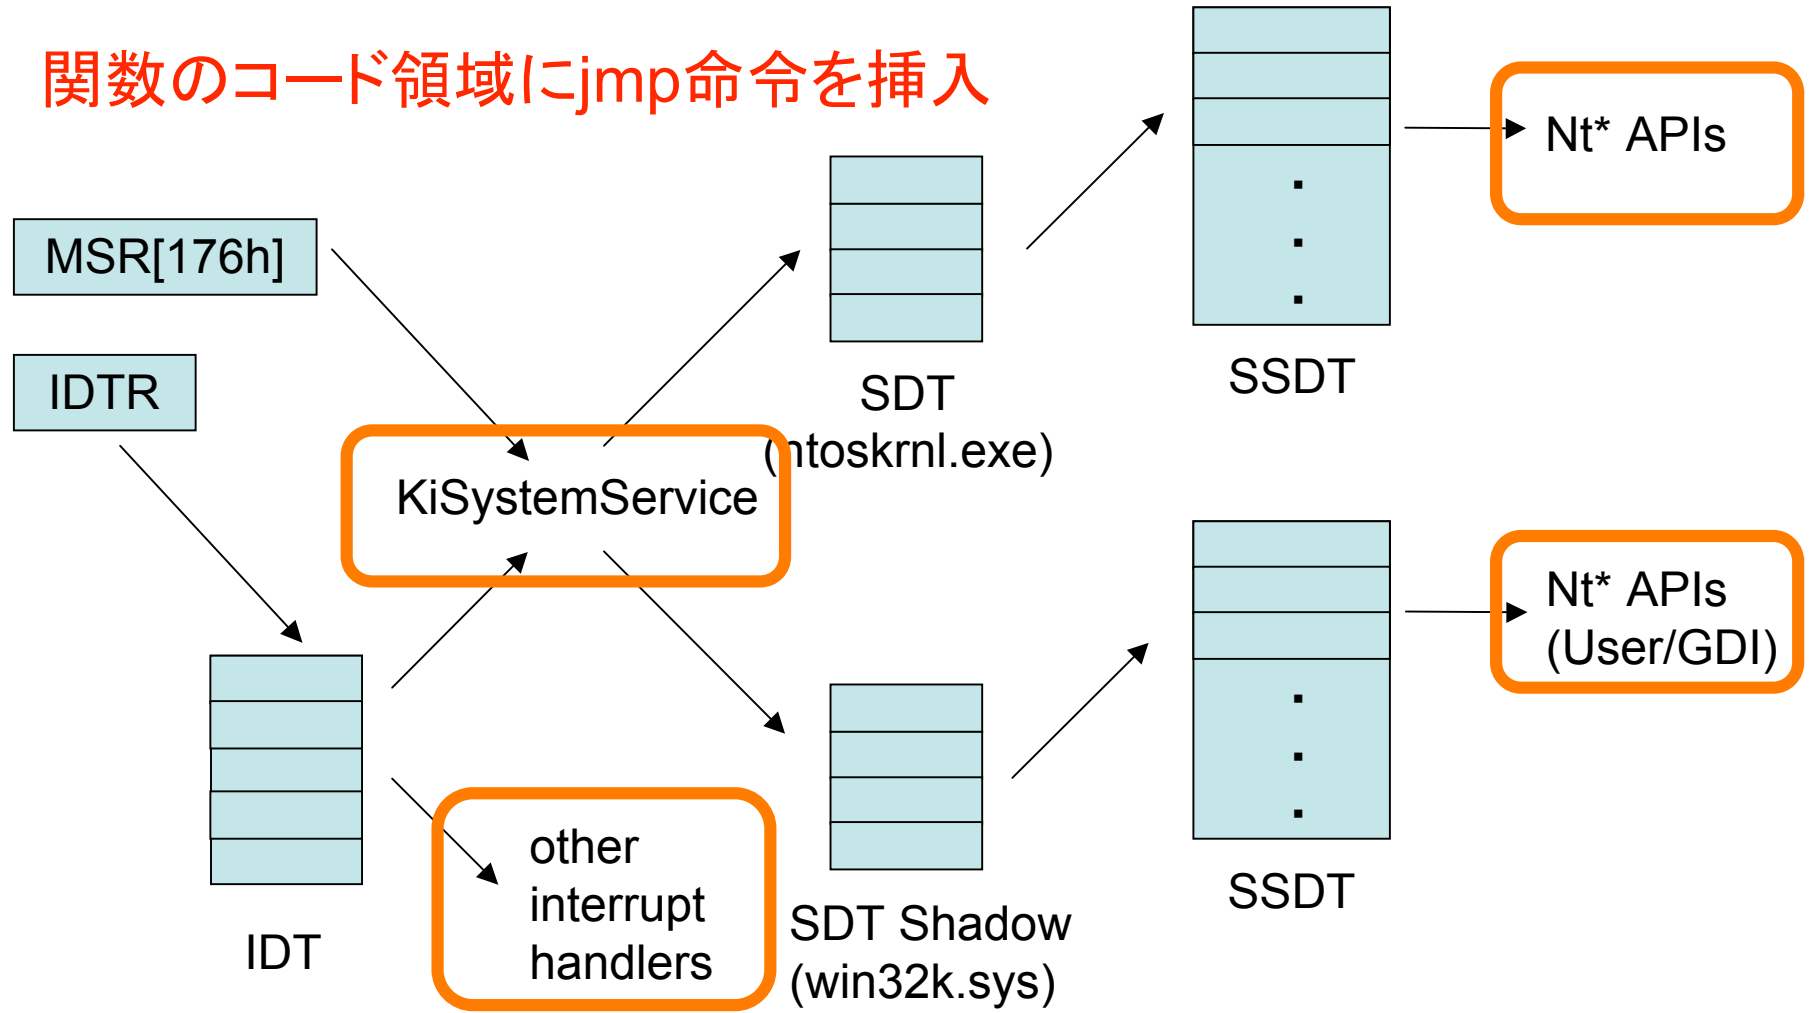 関数のコード領域にjmp命令を挿入
MSR[176h]
IDTR
KiSystemService
IDT
other
interrupt
handlers
SDT
(ntoskrnl.exe)
SDT Shadow
(win32k.sys)
SSDT
Nt* APIs
SSDT
Nt* APIs
(User/GDI)